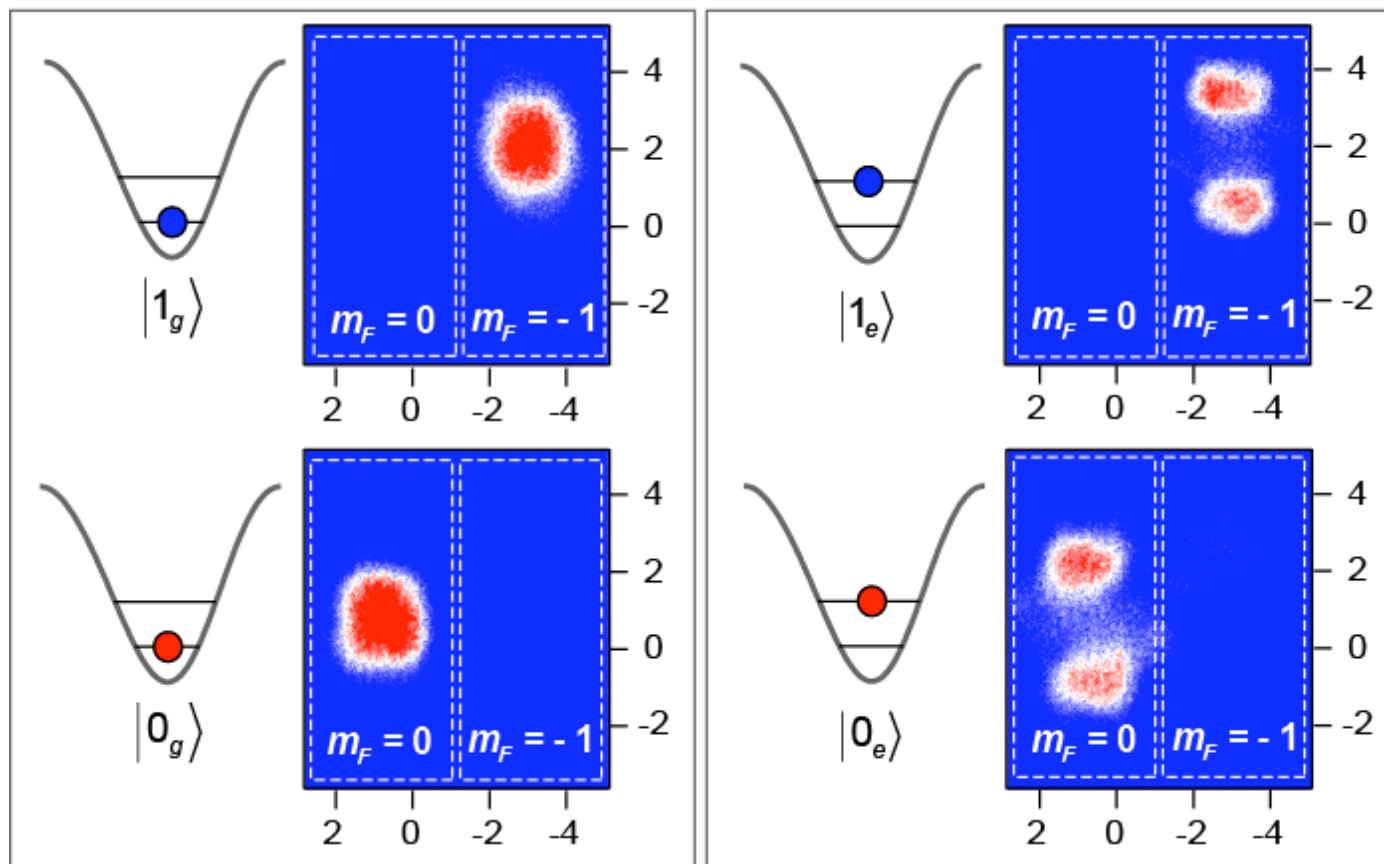 4
2
0
-2
m_F = 0 m_F = - 1
|1_g⟩
2 0 -2 -4
4
2
0
-2
m_F = 0 m_F = - 1
|1_e⟩
2 0 -2 -4
4
2
0
-2
m_F = 0 m_F = - 1
|0_g⟩
2 0 -2 -4
4
2
0
-2
m_F = 0 m_F = - 1
|0_e⟩
2 0 -2 -4